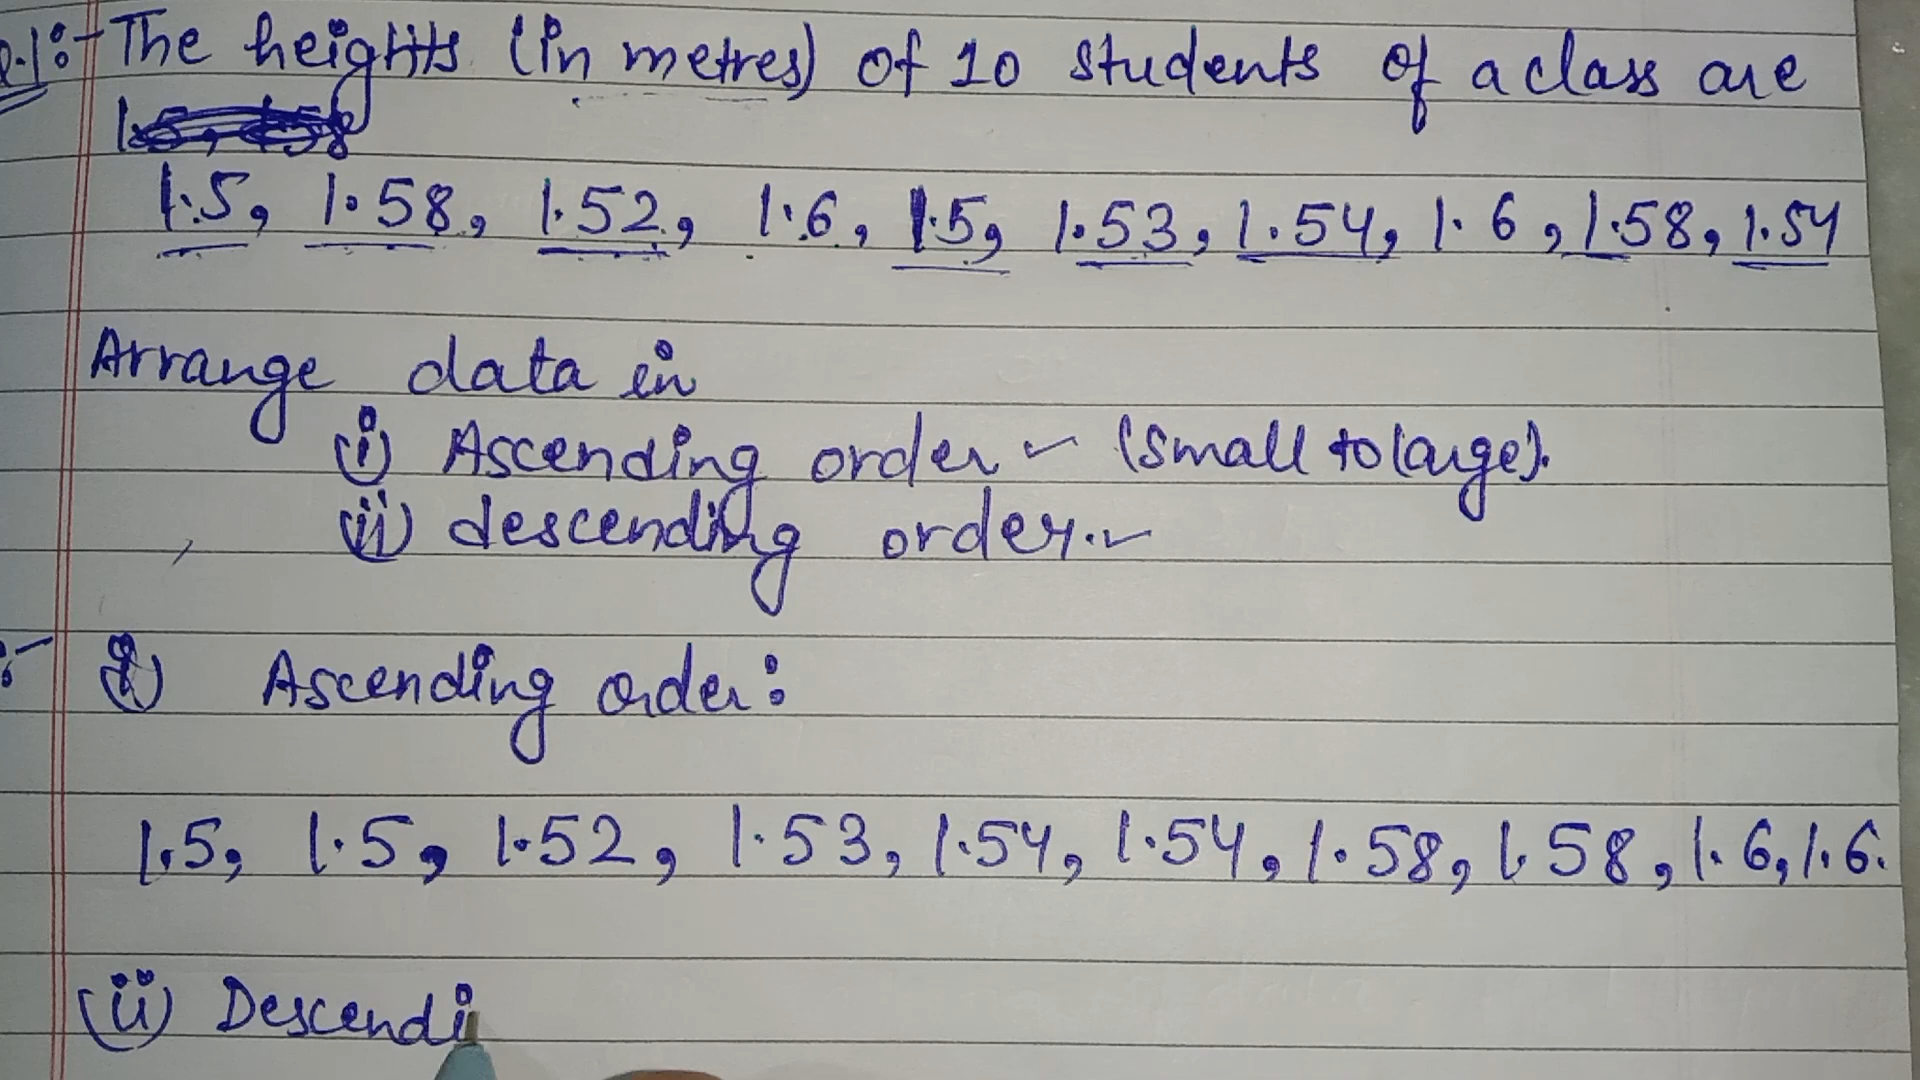 Q.1:- The heights (in metres) of 10 students of a class are
1.5, 1.58, 1.52, 1.6, 1.5, 1.53, 1.54, 1.6, 1.58, 1.54
Arrange data in
(i) Ascending order (small to large).
(ii) descending order.
(i) Ascending order:
1.5, 1.5, 1.52, 1.53, 1.54, 1.54, 1.58, 1.58, 1.6, 1.6.
(ii) Descendi